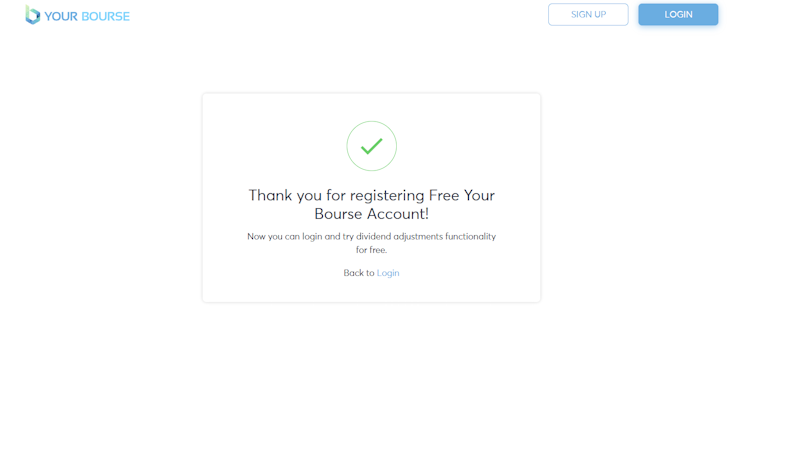 YOUR BOURSE
SIGN UP
LOGIN
Thank you for registering Free Your
Bourse Account!
Now you can login and try dividend adjustments functionality
for free.
Back to Login